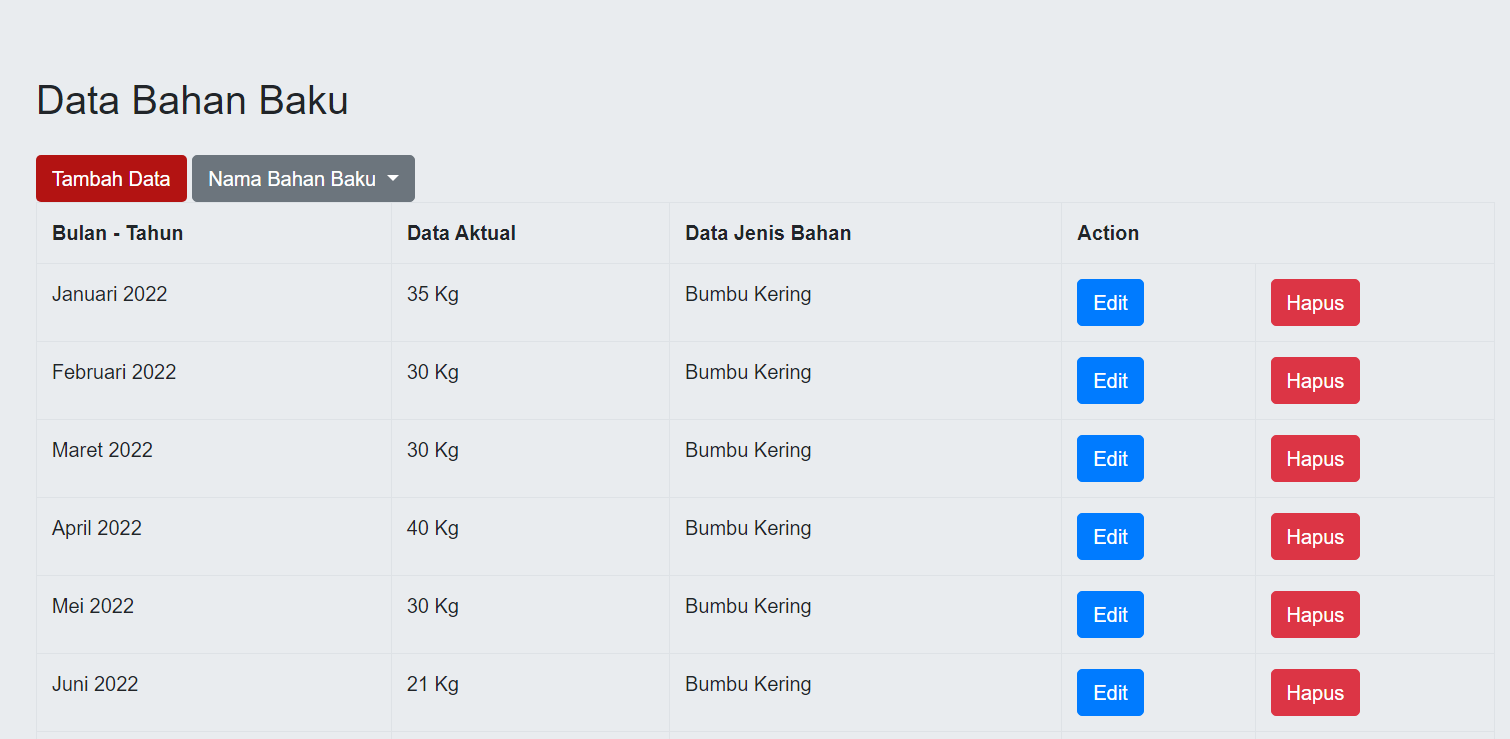 Data Bahan Baku
Tambah Data Nama Bahan Baku
Bulan - Tahun Data Aktual Data Jenis Bahan Action
Januari 2022 35 Kg Bumbu Kering Edit Hapus
Februari 2022 30 Kg Bumbu Kering Edit Hapus
Maret 2022 30 Kg Bumbu Kering Edit Hapus
April 2022 40 Kg Bumbu Kering Edit Hapus
Mei 2022 30 Kg Bumbu Kering Edit Hapus
Juni 2022 21 Kg Bumbu Kering Edit Hapus